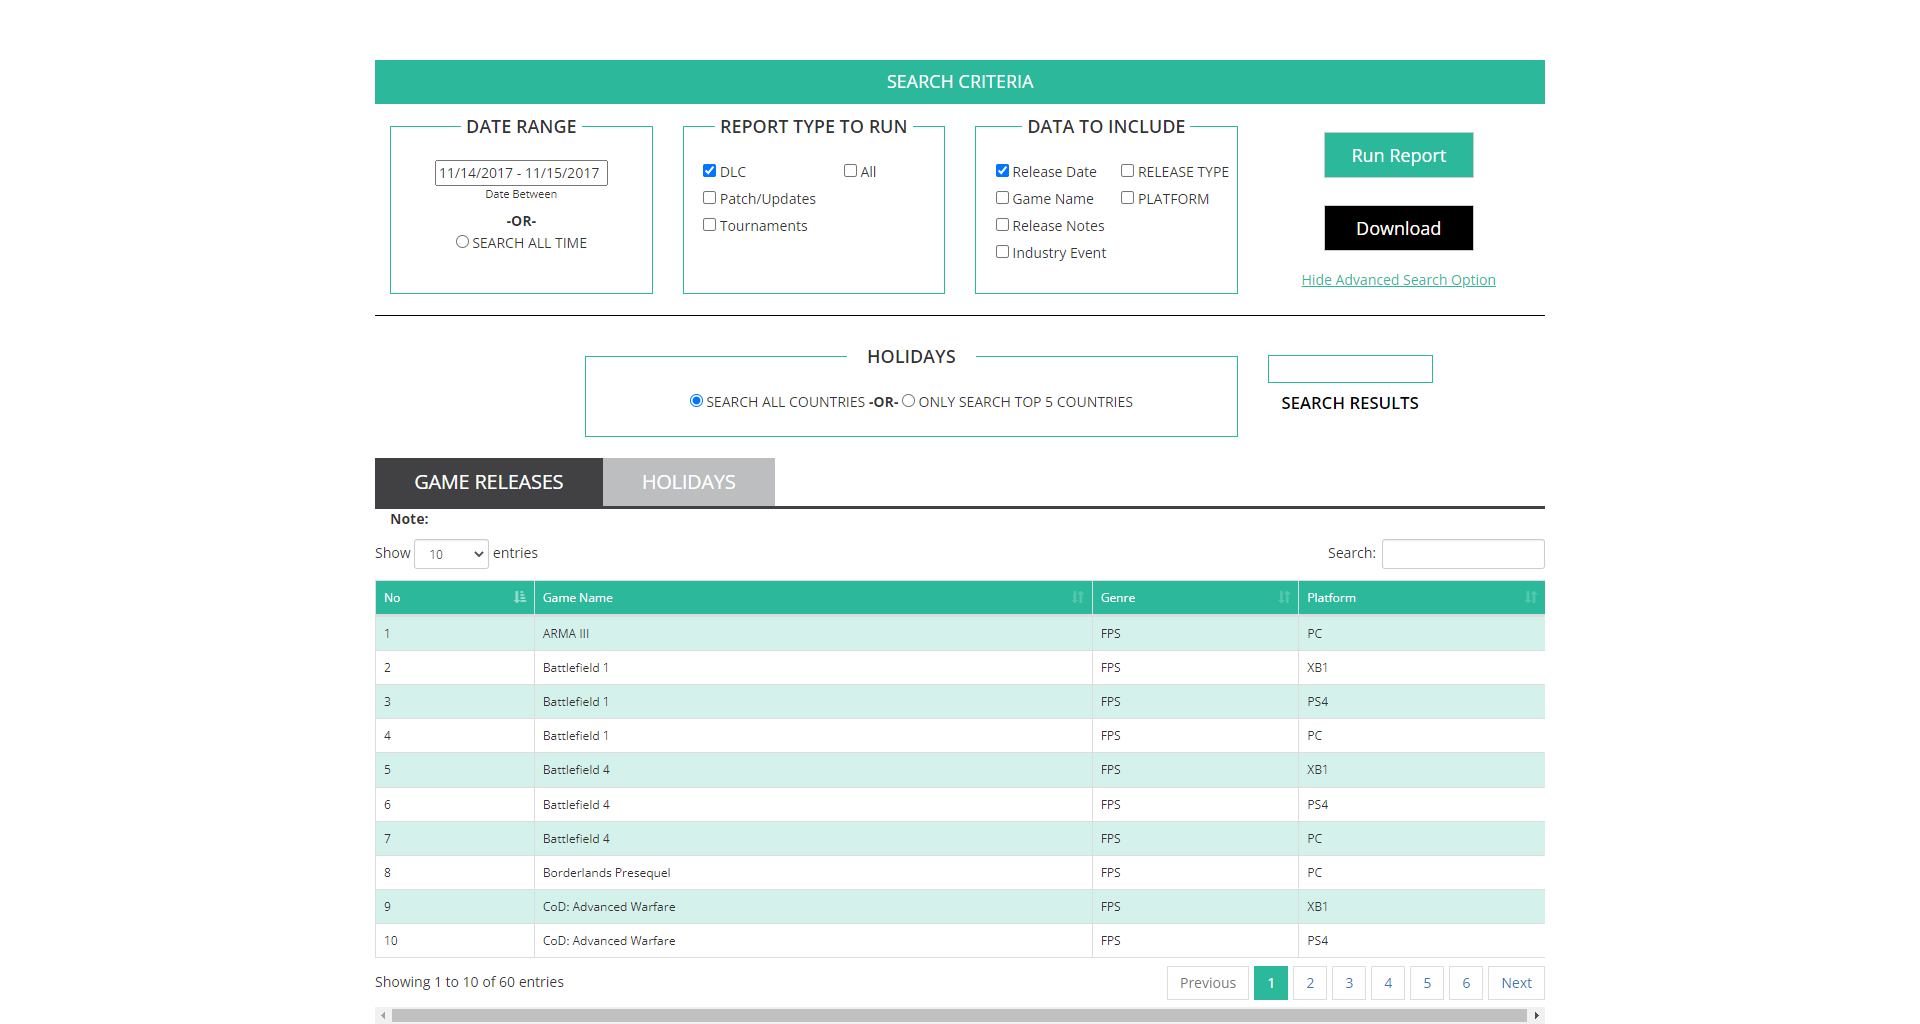 SEARCH CRITERIA
DATE RANGE
11/14/2017 - 11/15/2017
Date Between
-OR-
SEARCH ALL TIME
REPORT TYPE TO RUN
DLC
All
Patch/Updates
Tournaments
DATA TO INCLUDE
Release Date
RELEASE TYPE
Game Name
PLATFORM
Release Notes
Industry Event
Run Report
Download
Hide Advanced Search Option
HOLIDAYS
SEARCH ALL COUNTRIES -OR- ONLY SEARCH TOP 5 COUNTRIES
SEARCH RESULTS
GAME RELEASES
HOLIDAYS
Note:
Show 10 entries
Search:
No Game Name Genre Platform
1 ARMA III FPS PC
2 Battlefield 1 FPS XB1
3 Battlefield 1 FPS PS4
4 Battlefield 1 FPS PC
5 Battlefield 4 FPS XB1
6 Battlefield 4 FPS PS4
7 Battlefield 4 FPS PC
8 Borderlands Presequel FPS PC
9 CoD: Advanced Warfare FPS XB1
10 CoD: Advanced Warfare FPS PS4
Showing 1 to 10 of 60 entries
Previous 1 2 3 4 5 6 Next